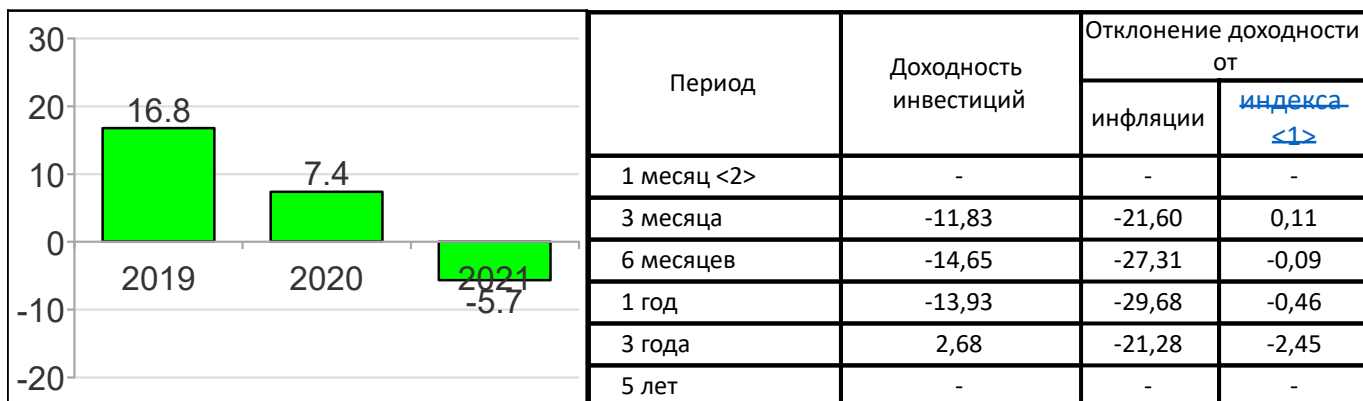 30
20
10
0
-10
-20
16.8
7.4
-5.7
2019
2020
2021
Период
Доходность
инвестиций
Отклонение доходности
от
инфляции
индекса
<1>
1 месяц <2> - - -
3 месяца -11,83 -21,60 0,11
6 месяцев -14,65 -27,31 -0,09
1 год -13,93 -29,68 -0,46
3 года 2,68 -21,28 -2,45
5 лет - - -